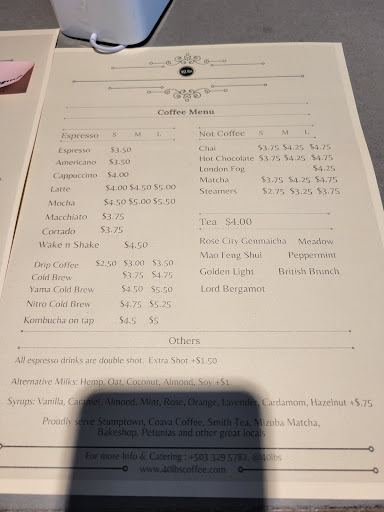 Coffee Menu
Espresso S M L
Espresso $3.50
Americano $3.50
Cappuccino $4.00
Latte $4.00 $4.50 $5.00
Mocha $4.50 $5.00 $5.50
Macchiato $3.75
Cortado $3.75
Wake n Shake $4.50
Drip Coffee $2.50 $3.00 $3.50
Cold Brew $3.75 $4.75
Yama Cold Brew $4.50 $5.50
Nitro Cold Brew $4.75 $5.25
Kombucha on tap $4.5 $5
Not Coffee S M L
Chai $3.75 $4.25 $4.75
Hot Chocolate $3.75 $4.25 $4.75
London Fog $4.25
Matcha $3.75 $4.25 $4.75
Steamers $2.75 $3.25 $3.75
Tea $4.00
Rose City Genmaicha Meadow
Mao Feng Shui Peppermint
Golden Light British Brunch
Lord Bergamot
Others
All espresso drinks are double shot. Extra Shot +$1.50
Alternative Milks: Hemp, Oat, Coconut, Almond, Soy +$1
Syrups: Vanilla, Caramel, Almond, Mint, Rose, Orange, Lavender, Cardamom, Hazelnut +$.75
Proudly serve Stumptown, Coava Coffee, Smith Tea, Mizuba Matcha,
Bakeshop, Petunias and other great locals
For more Info & Catering : +503 329 5782, @40lbs
www.40lbscoffee.com